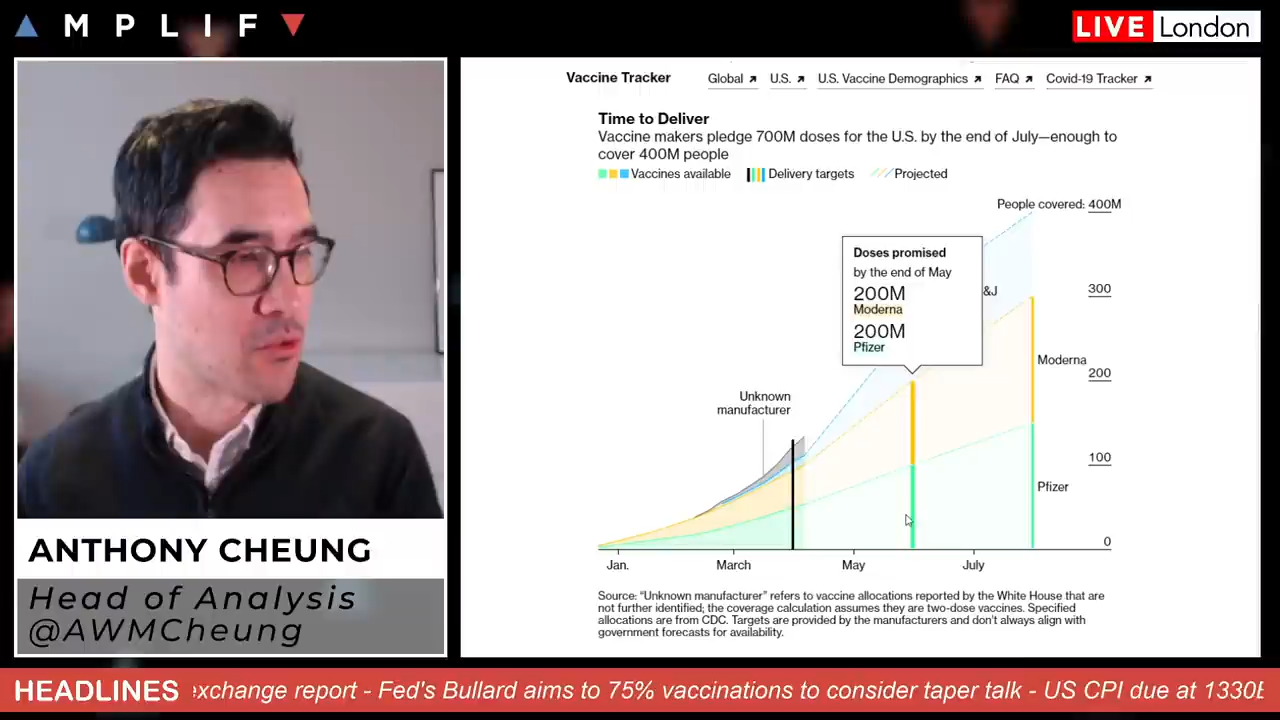 AMPLIFY
LIVE London
Vaccine Tracker
Global
U.S.
U.S. Vaccine Demographics
FAQ
Covid-19 Tracker
Time to Deliver
Vaccine makers pledge 700M doses for the U.S. by the end of July—enough to
cover 400M people
Vaccines available
Delivery targets
Projected
People covered: 400M
Doses promised
by the end of May
200M
Moderna
200M
Pfizer
&J
300
Moderna
200
Unknown
manufacturer
100
Pfizer
0
Jan.
March
May
July
Source: “Unknown manufacturer” refers to vaccine allocations reported by the White House that are
not further identified; the coverage calculation assumes they are two-dose vaccines. Specified
allocations are from CDC. Targets are provided by the manufacturers and don’t always align with
government forecasts for availability.
ANTHONY CHEUNG
Head of Analysis
@AWMCheung
HEADLINES
exchange report - Fed's Bullard aims to 75% vaccinations to consider taper talk - US CPI due at 1330B